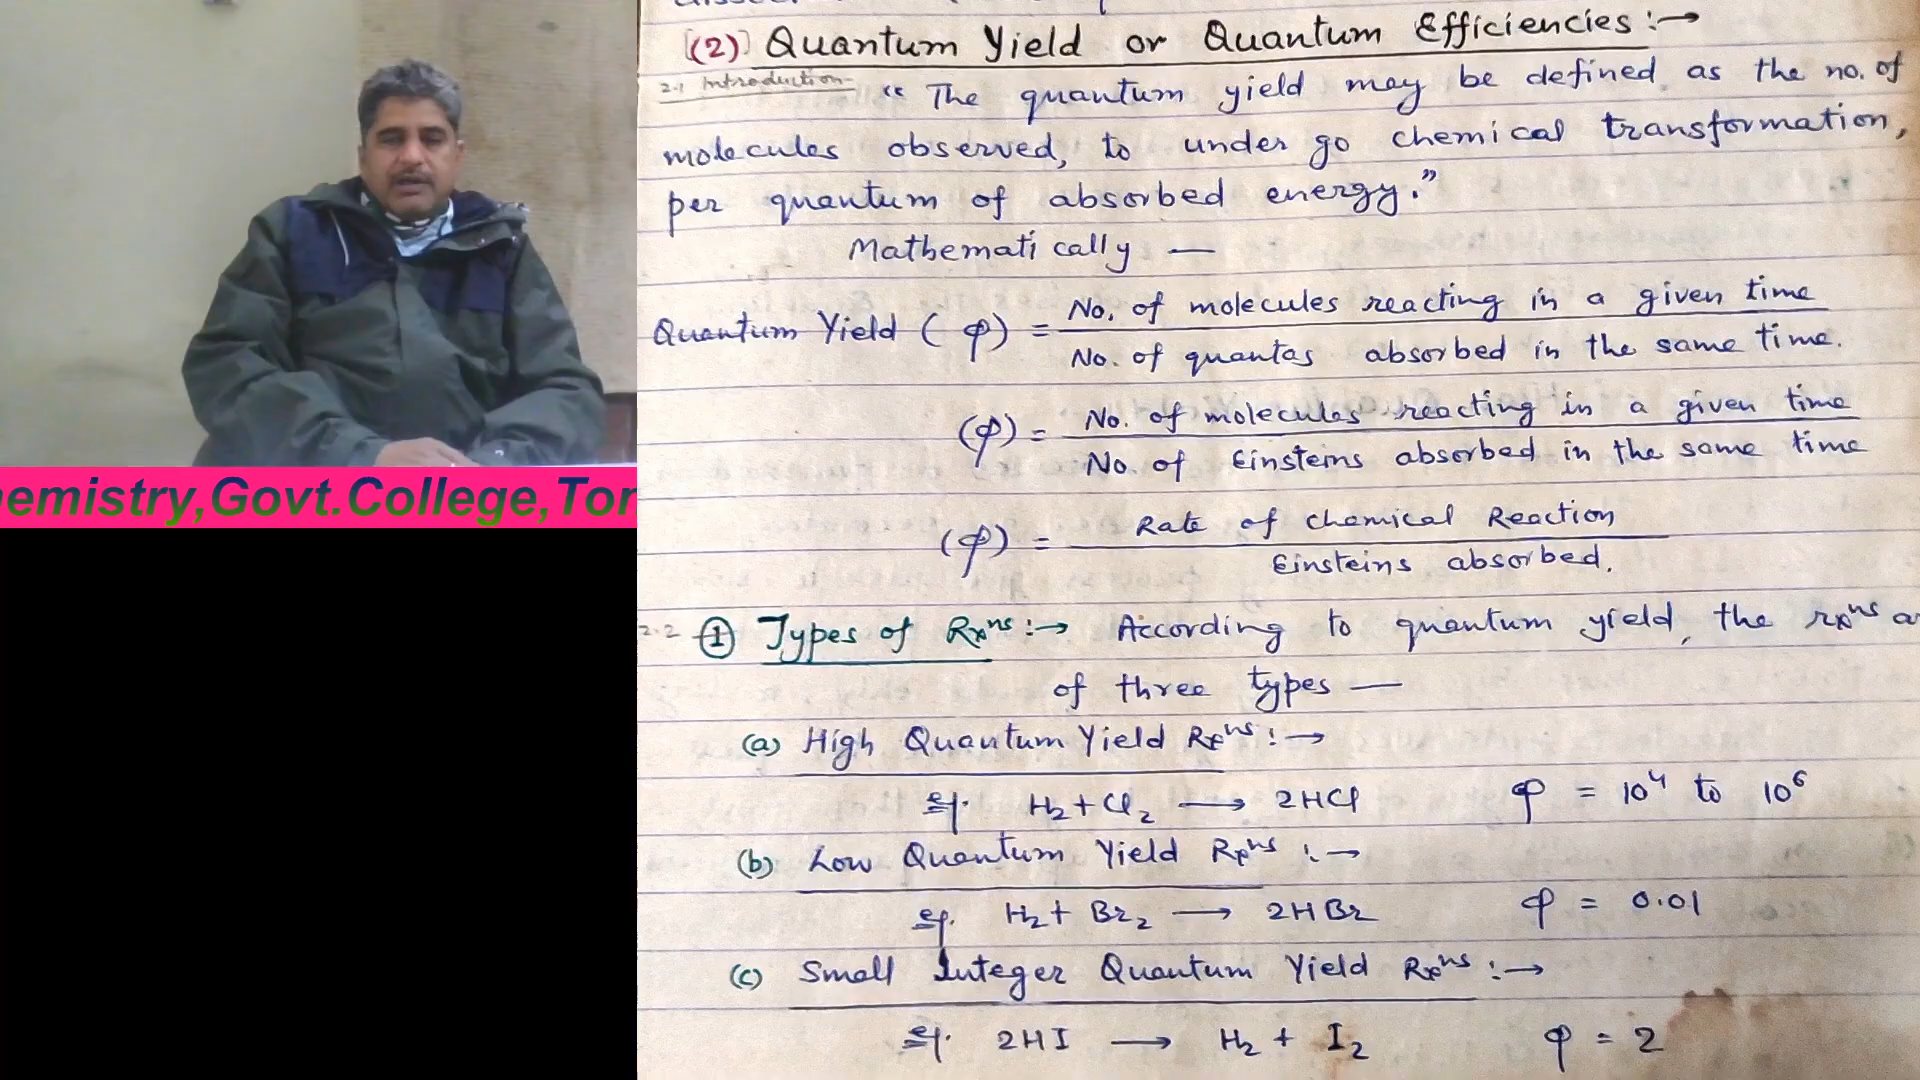 emistry,Govt.College,Ton
(2) Quantum Yield or Quantum Efficiencies :→
2.1 Introduction- "The quantum yield may be defined as the no. of
molecules observed, to under go chemical transformation,
per quantum of absorbed energy."
Mathematically —
Quantum Yield (φ) = No. of molecules reacting in a given time
No. of quantas absorbed in the same time.
(φ) = No. of molecules reacting in a given time
No. of Einsteins absorbed in the same time
(φ) = Rate of chemical Reaction
Einsteins absorbed.
2.2 ① Types of Rxⁿˢ :→ According to quantum yield, the rxⁿˢ a
of three types —
(a) High Quantum Yield Rxⁿˢ :→
eg. H₂ + Cl₂ ⟶ 2HCl φ = 10⁴ to 10⁶
(b) Low Quantum Yield Rxⁿˢ :→
eg. H₂ + Br₂ ⟶ 2HBr φ = 0.01
(c) Small Integer Quantum Yield Rxⁿˢ :→
eg. 2HI ⟶ H₂ + I₂ φ = 2